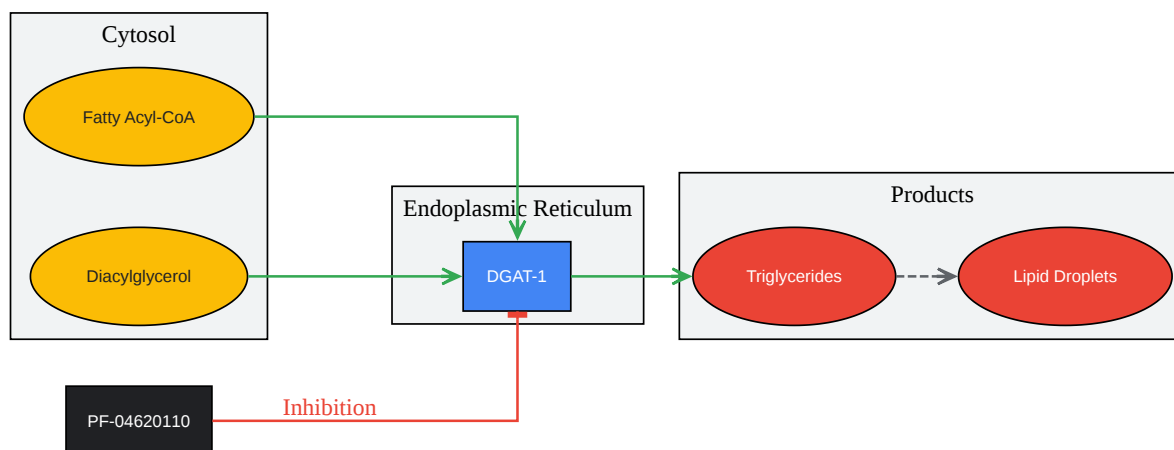 Cytosol
Fatty Acyl-CoA
Diacylglycerol
Endoplasmic Reticulum
DGAT-1
Products
Triglycerides
Lipid Droplets
PF-04620110
Inhibition